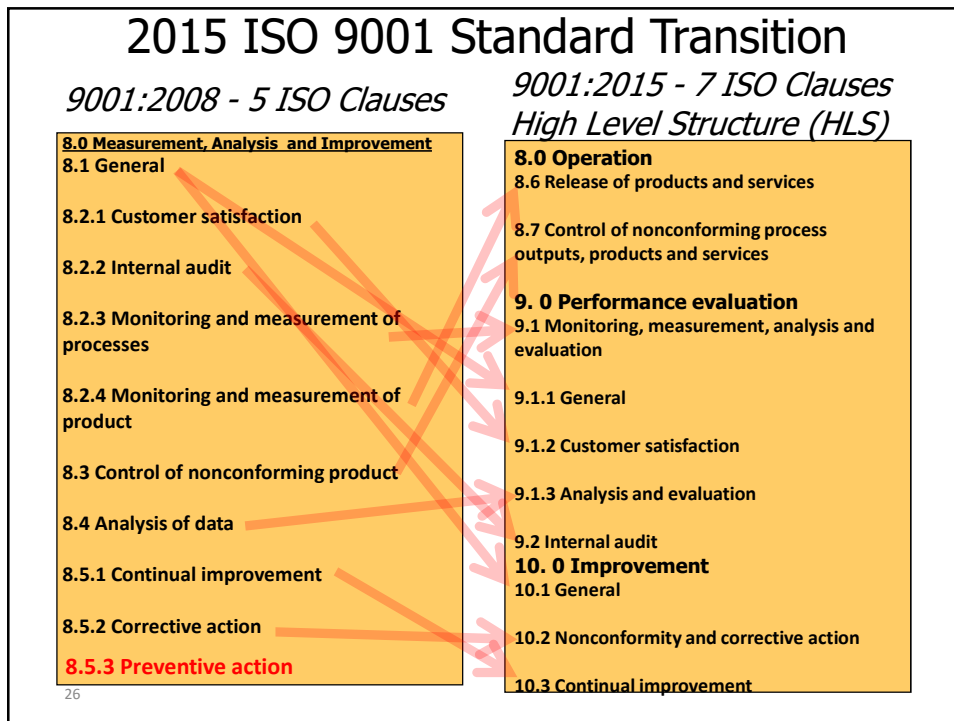 2015 ISO 9001 Standard Transition
9001:2008 - 5 ISO Clauses
8.0 Measurement, Analysis and Improvement
8.1 General
8.2.1 Customer satisfaction
8.2.2 Internal audit
8.2.3 Monitoring and measurement of
processes
8.2.4 Monitoring and measurement of
product
8.3 Control of nonconforming product
8.4 Analysis of data
8.5.1 Continual improvement
8.5.2 Corrective action
8.5.3 Preventive action
26
9001:2015 - 7 ISO Clauses
High Level Structure (HLS)
8.0 Operation
8.6 Release of products and services
8.7 Control of nonconforming process
outputs, products and services
9. 0 Performance evaluation
9.1 Monitoring, measurement, analysis and
evaluation
9.1.1 General
9.1.2 Customer satisfaction
9.1.3 Analysis and evaluation
9.2 Internal audit
10. 0 Improvement
10.1 General
10.2 Nonconformity and corrective action
10.3 Continual improvement